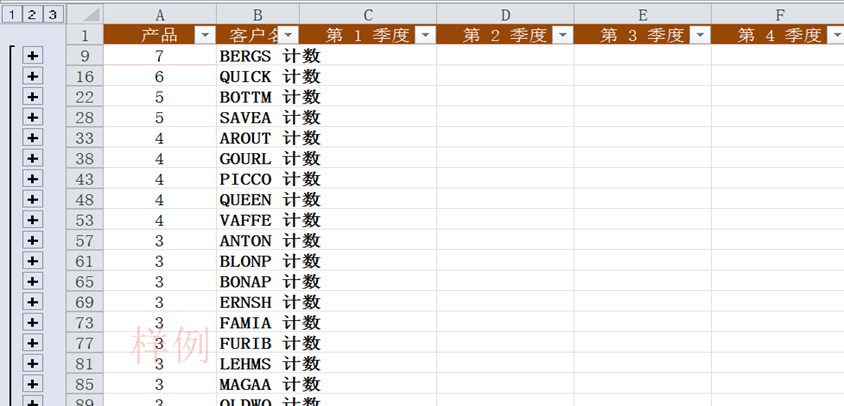 1 2 3 A B C D E F
1 产品 客户名 第 1 季度 第 2 季度 第 3 季度 第 4 季度
9 7 BERGS 计数
16 6 QUICK 计数
22 5 BOTTM 计数
28 5 SAVEA 计数
33 4 AROUT 计数
38 4 GOURL 计数
43 4 PICCO 计数
48 4 QUEEN 计数
53 4 VAFFE 计数
57 3 ANTON 计数
61 3 BLONP 计数
65 3 BONAP 计数
69 3 ERNSH 计数
73 3 FAMIA 计数
77 3 FURIB 计数
81 3 LEHMS 计数
85 3 MAGAA 计数
89 3 OLDWO 计数
样例